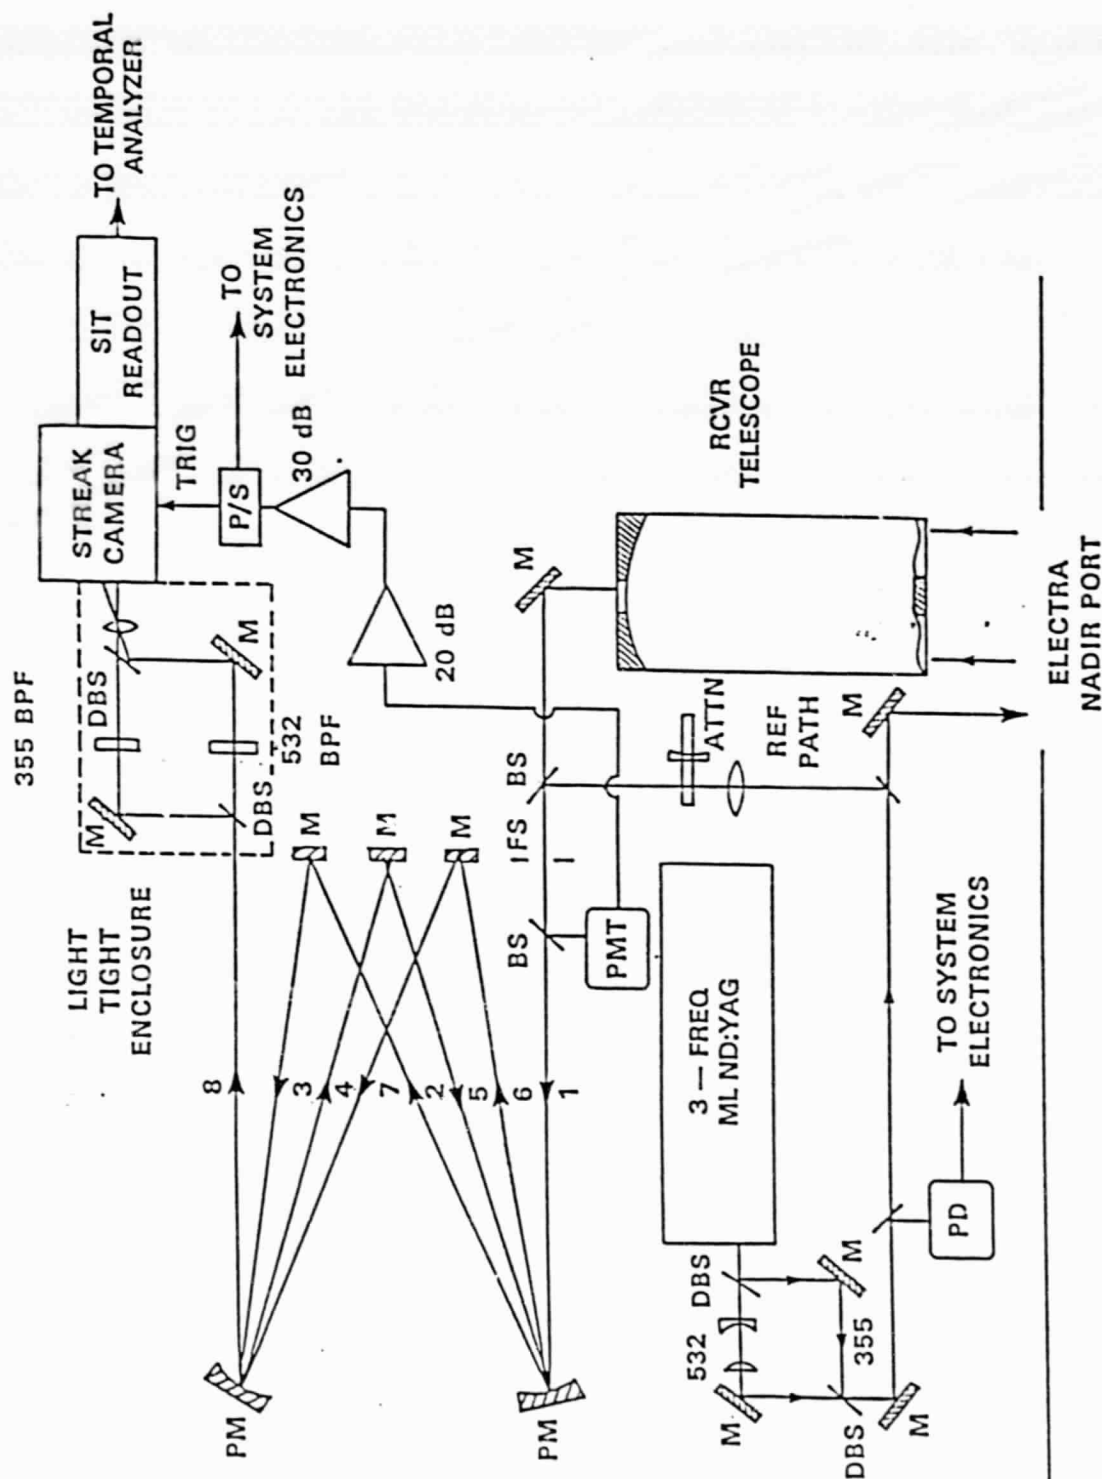 TO TEMPORAL
ANALYZER
SIT
READOUT
STREAK
CAMERA
TRIG
P/S
TO
SYSTEM
ELECTRONICS
30 dB
20 dB
355 BPF
DBS
M
M
532
BPF
DBS
LIGHT
TIGHT
ENCLOSURE
M
M
M
8
3
4
7
2
5
6
1
PM
PM
M
BS
FS
BS
PMT
ATTN
REF
PATH
RCVR
TELESCOPE
M
ELECTRA
NADIR PORT
3 — FREQ
ML ND:YAG
DBS
532
M
M
355
DBS
M
PD
TO SYSTEM
ELECTRONICS